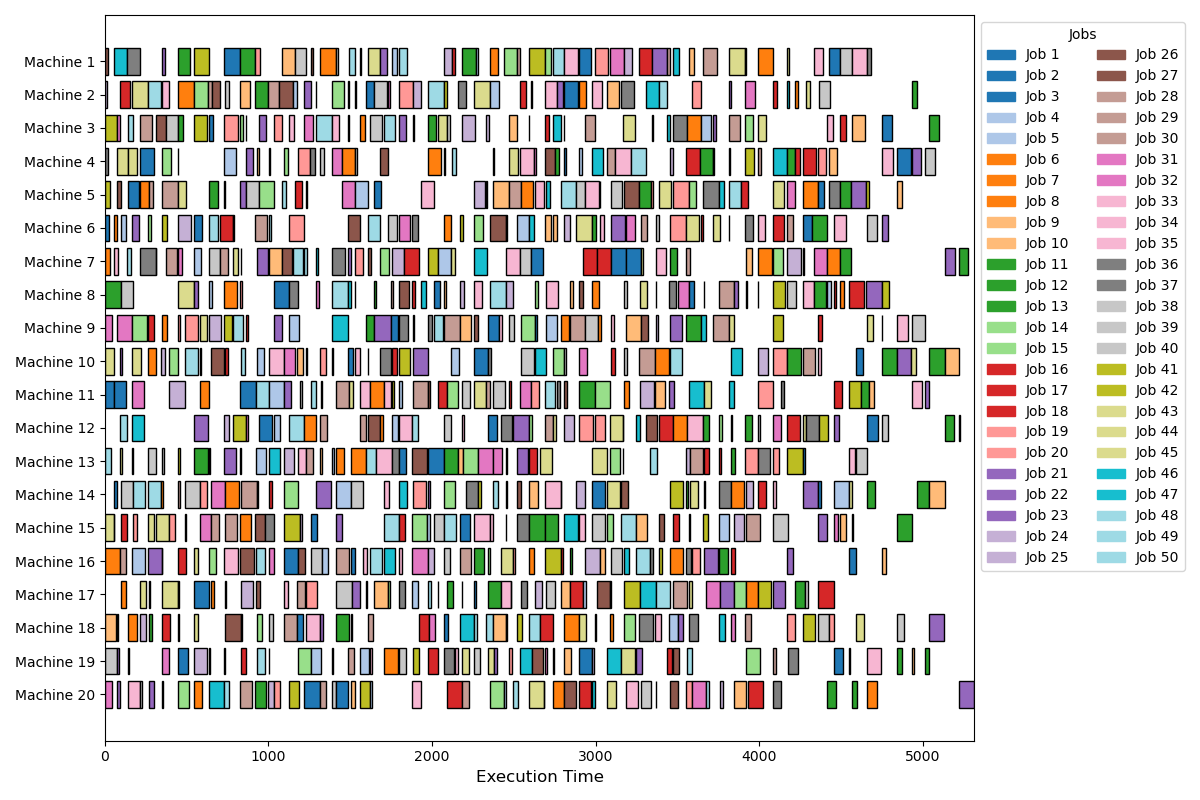 Machine 1
Machine 2
Machine 3
Machine 4
Machine 5
Machine 6
Machine 7
Machine 8
Machine 9
Machine 10
Machine 11
Machine 12
Machine 13
Machine 14
Machine 15
Machine 16
Machine 17
Machine 18
Machine 19
Machine 20
0 1000 2000 3000 4000 5000
Execution Time
Jobs
Job 1
Job 2
Job 3
Job 4
Job 5
Job 6
Job 7
Job 8
Job 9
Job 10
Job 11
Job 12
Job 13
Job 14
Job 15
Job 16
Job 17
Job 18
Job 19
Job 20
Job 21
Job 22
Job 23
Job 24
Job 25
Job 26
Job 27
Job 28
Job 29
Job 30
Job 31
Job 32
Job 33
Job 34
Job 35
Job 36
Job 37
Job 38
Job 39
Job 40
Job 41
Job 42
Job 43
Job 44
Job 45
Job 46
Job 47
Job 48
Job 49
Job 50